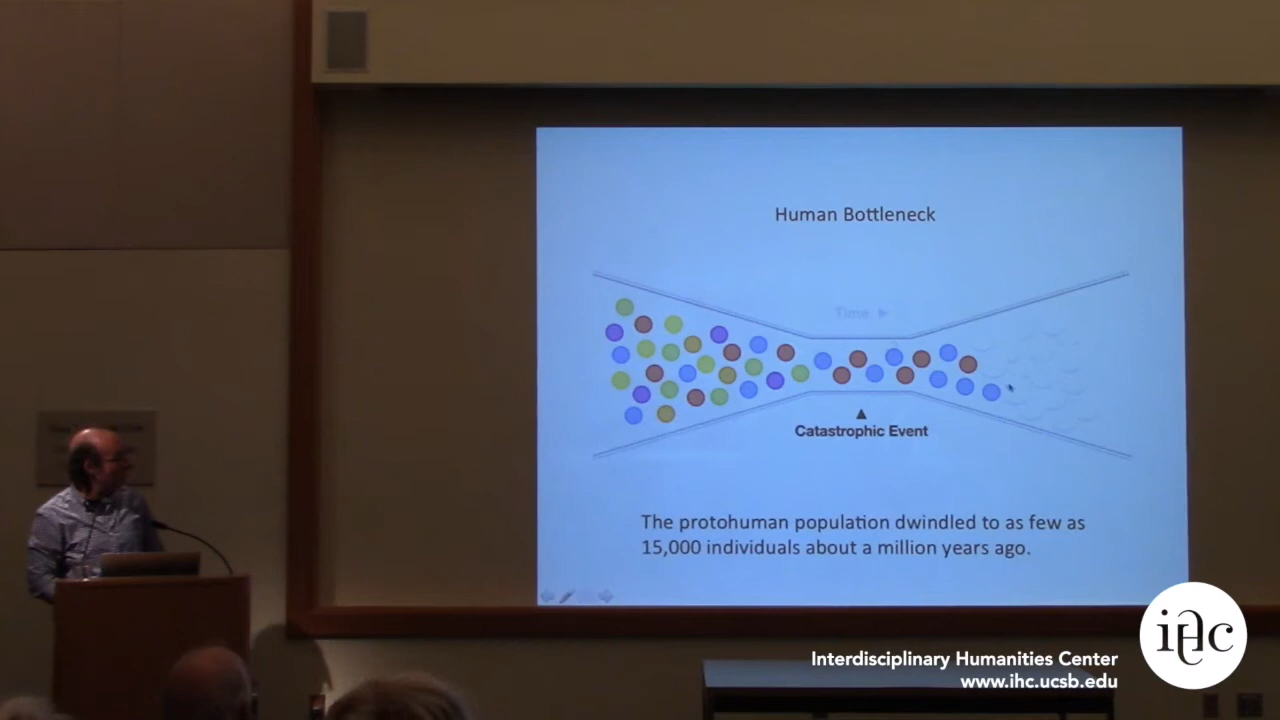 Human Bottleneck
Time
Catastrophic Event
The protohuman population dwindled to as few as
15,000 individuals about a million years ago.
ihc
Interdisciplinary Humanities Center
www.ihc.ucsb.edu